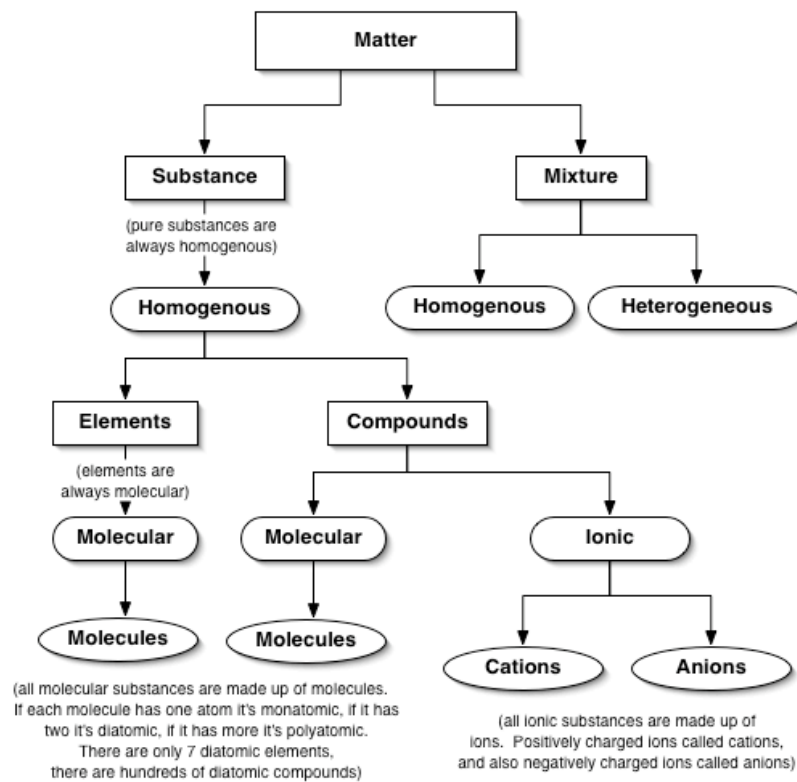 Matter
Substance
Mixture
(pure substances are
always homogenous)
Homogenous
Homogenous
Heterogeneous
Elements
Compounds
(elements are
always molecular)
Molecular
Molecular
Ionic
Molecules
Molecules
Cations
Anions
(all molecular substances are made up of molecules.
If each molecule has one atom it's monatomic, if it has
two it's diatomic, if it has more it's polyatomic.
There are only 7 diatomic elements,
there are hundreds of diatomic compounds)
(all ionic substances are made up of
ions. Positively charged ions called cations,
and also negatively charged ions called anions)